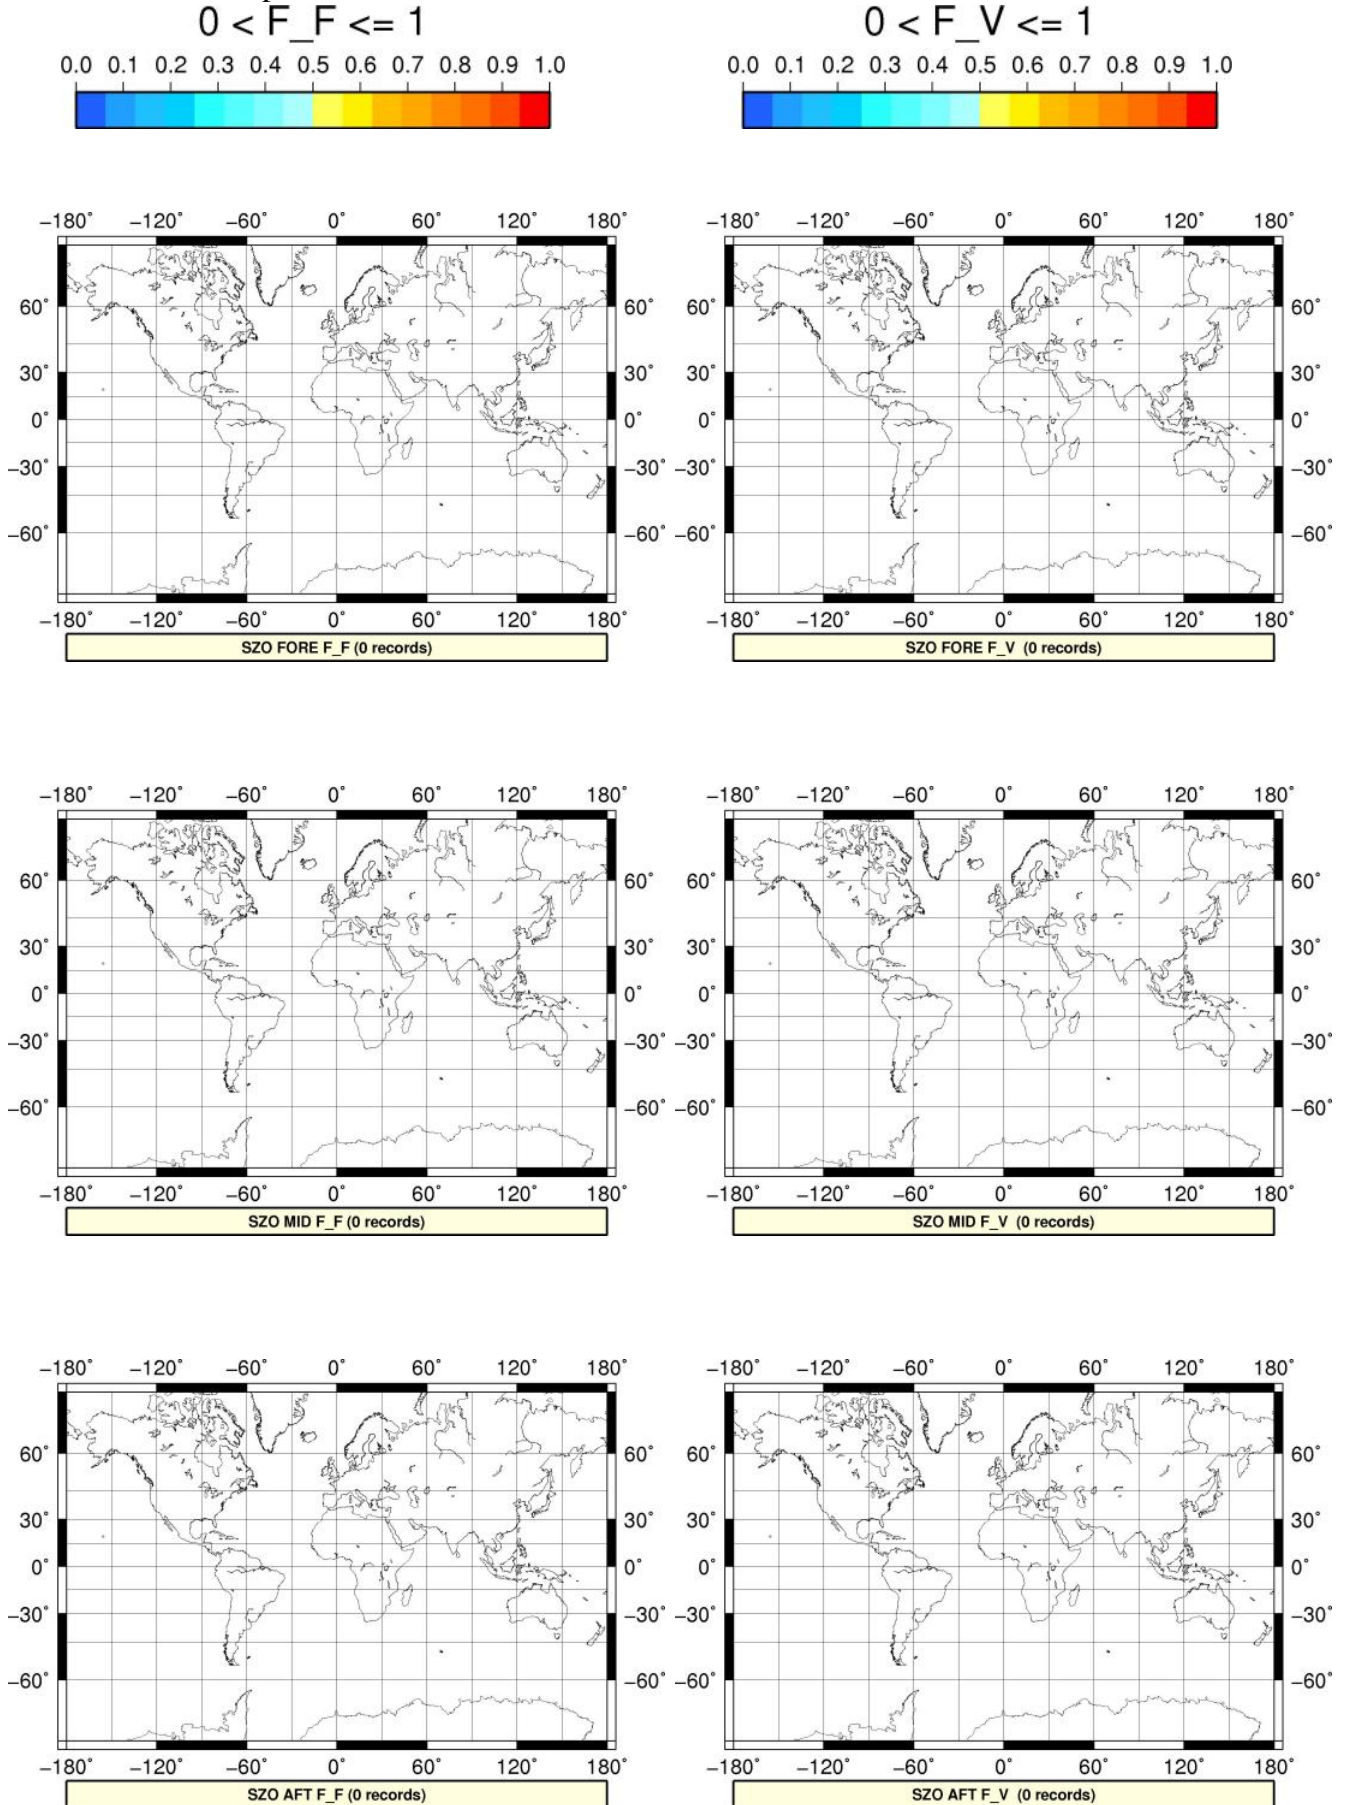 0 < F_F <= 1
0 < F_V <= 1
0.0 0.1 0.2 0.3 0.4 0.5 0.6 0.7 0.8 0.9 1.0
0.0 0.1 0.2 0.3 0.4 0.5 0.6 0.7 0.8 0.9 1.0
−180˚ −120˚ −60˚ 0˚ 60˚ 120˚ 180˚
−180˚ −120˚ −60˚ 0˚ 60˚ 120˚ 180˚
60˚ 60˚ 60˚ 60˚
30˚ 30˚ 30˚ 30˚
0˚ 0˚ 0˚ 0˚
−30˚ −30˚ −30˚ −30˚
−60˚ −60˚ −60˚ −60˚
−180˚ −120˚ −60˚ 0˚ 60˚ 120˚ 180˚
−180˚ −120˚ −60˚ 0˚ 60˚ 120˚ 180˚
SZO FORE F_F (0 records)
SZO FORE F_V (0 records)
−180˚ −120˚ −60˚ 0˚ 60˚ 120˚ 180˚
−180˚ −120˚ −60˚ 0˚ 60˚ 120˚ 180˚
60˚ 60˚ 60˚ 60˚
30˚ 30˚ 30˚ 30˚
0˚ 0˚ 0˚ 0˚
−30˚ −30˚ −30˚ −30˚
−60˚ −60˚ −60˚ −60˚
−180˚ −120˚ −60˚ 0˚ 60˚ 120˚ 180˚
−180˚ −120˚ −60˚ 0˚ 60˚ 120˚ 180˚
SZO MID F_F (0 records)
SZO MID F_V (0 records)
−180˚ −120˚ −60˚ 0˚ 60˚ 120˚ 180˚
−180˚ −120˚ −60˚ 0˚ 60˚ 120˚ 180˚
60˚ 60˚ 60˚ 60˚
30˚ 30˚ 30˚ 30˚
0˚ 0˚ 0˚ 0˚
−30˚ −30˚ −30˚ −30˚
−60˚ −60˚ −60˚ −60˚
−180˚ −120˚ −60˚ 0˚ 60˚ 120˚ 180˚
−180˚ −120˚ −60˚ 0˚ 60˚ 120˚ 180˚
SZO AFT F_F (0 records)
SZO AFT F_V (0 records)